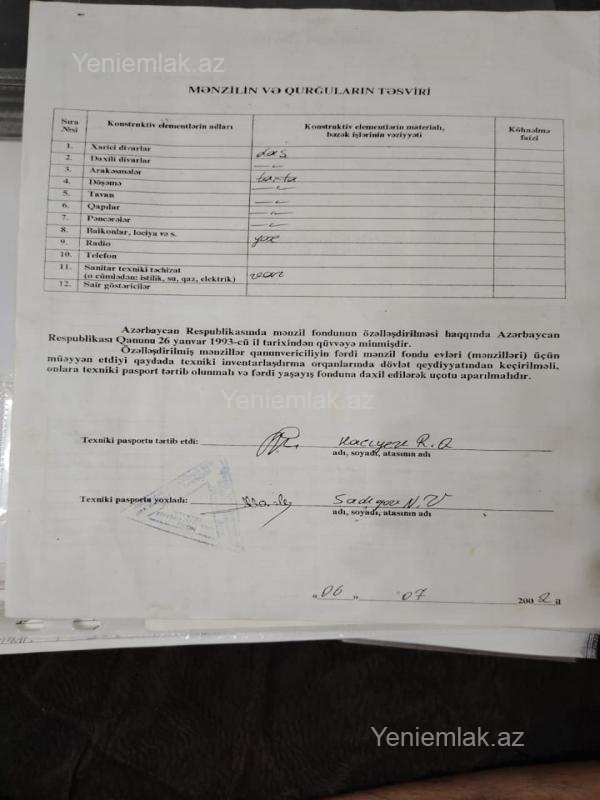 Yeniemlak.az
MƏNZİLİN VƏ QURĞULARIN TƏSVİRİ
Sıra №si
Konstruktiv elementlərin adları
Konstruktiv elementlərin materialı, bəzək işlərinin vəziyyəti
Köhnəlmə faizi
1. Xarici divarlar daş
2. Daxili divarlar —"—
3. Arakəsmələr taxta
4. Döşəmə —"—
5. Tavan —"—
6. Qapılar —"—
7. Pəncərələr —"—
8. Balkonlar, lociya və s. yox
9. Radio
10. Telefon
11. Sanitar texniki təchizat
(o cümlədən: istilik, su, qaz, elektrik) var
12. Sair göstəricilər
Azərbaycan Respublikasında mənzil fondunun özəlləşdirilməsi haqqında Azərbaycan
Respublikası Qanunu 26 yanvar 1993-cü il tarixindən qüvvəyə minmişdir.
Özəlləşdirilmiş mənzillər qanunvericiliyin fərdi mənzil fondu evləri (mənzilləri) üçün
müəyyən etdiyi qaydada texniki inventarlaşdırma orqanlarında dövlət qeydiyyatından keçirilməli,
onlara texniki pasport tərtib olunmalı və fərdi yaşayış fonduna daxil edilərək uçotu aparılmalıdır.
Yeniemlak.az
Texniki pasportu tərtib etdi:
adı, soyadı, atasının adı
Texniki pasportu yoxladı: Sadıqov N.V
adı, soyadı, atasının adı
"06" 07 2002 il
Yeniemlak.az